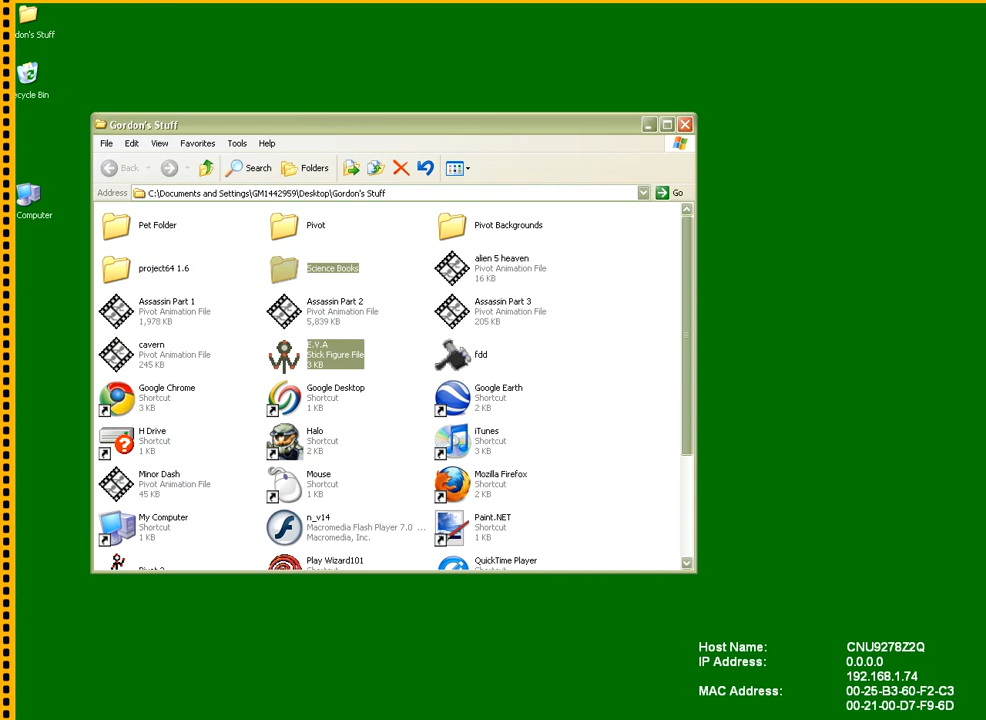 don's Stuff
ecycle Bin
Computer
Gordon's Stuff
File Edit View Favorites Tools Help
Back Search Folders
Address C:\Documents and Settings\GM1442959\Desktop\Gordon's Stuff Go
Pet Folder
Pivot
Pivot Backgrounds
project64 1.6
Science Books
alien 5 heaven
Pivot Animation File
16 KB
Assassin Part 1
Pivot Animation File
1,978 KB
Assassin Part 2
Pivot Animation File
5,839 KB
Assassin Part 3
Pivot Animation File
205 KB
cavern
Pivot Animation File
245 KB
E.V.A
Stick Figure File
3 KB
fdd
Google Chrome
Shortcut
3 KB
Google Desktop
Shortcut
1 KB
Google Earth
Shortcut
2 KB
H Drive
Shortcut
1 KB
Halo
Shortcut
2 KB
iTunes
Shortcut
3 KB
Minor Dash
Pivot Animation File
45 KB
Mouse
Shortcut
1 KB
Mozilla Firefox
Shortcut
2 KB
My Computer
Shortcut
1 KB
n_v14
Macromedia Flash Player 7.0 ...
Macromedia, Inc.
Paint.NET
Shortcut
1 KB
Play Wizard101
QuickTime Player
Host Name: CNU9278Z2Q
IP Address: 0.0.0.0
192.168.1.74
MAC Address: 00-25-B3-60-F2-C3
00-21-00-D7-F9-6D